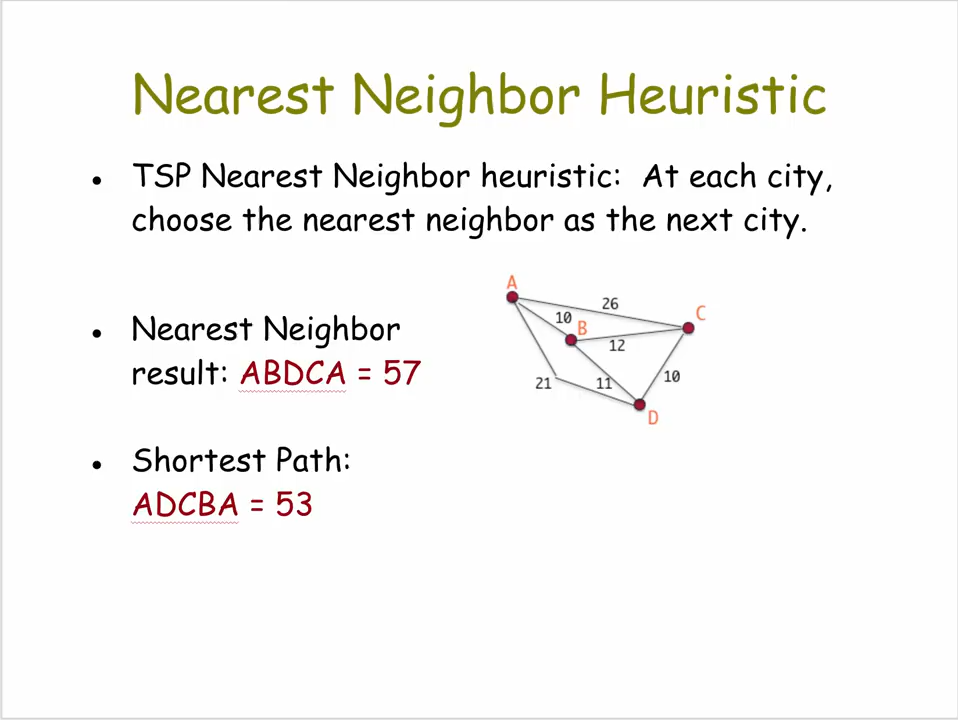 Nearest Neighbor Heuristic
● TSP Nearest Neighbor heuristic: At each city,
choose the nearest neighbor as the next city.
● Nearest Neighbor
result: ABDCA = 57
● Shortest Path:
ADCBA = 53
A
26
C
10
B
12
21
11
10
D